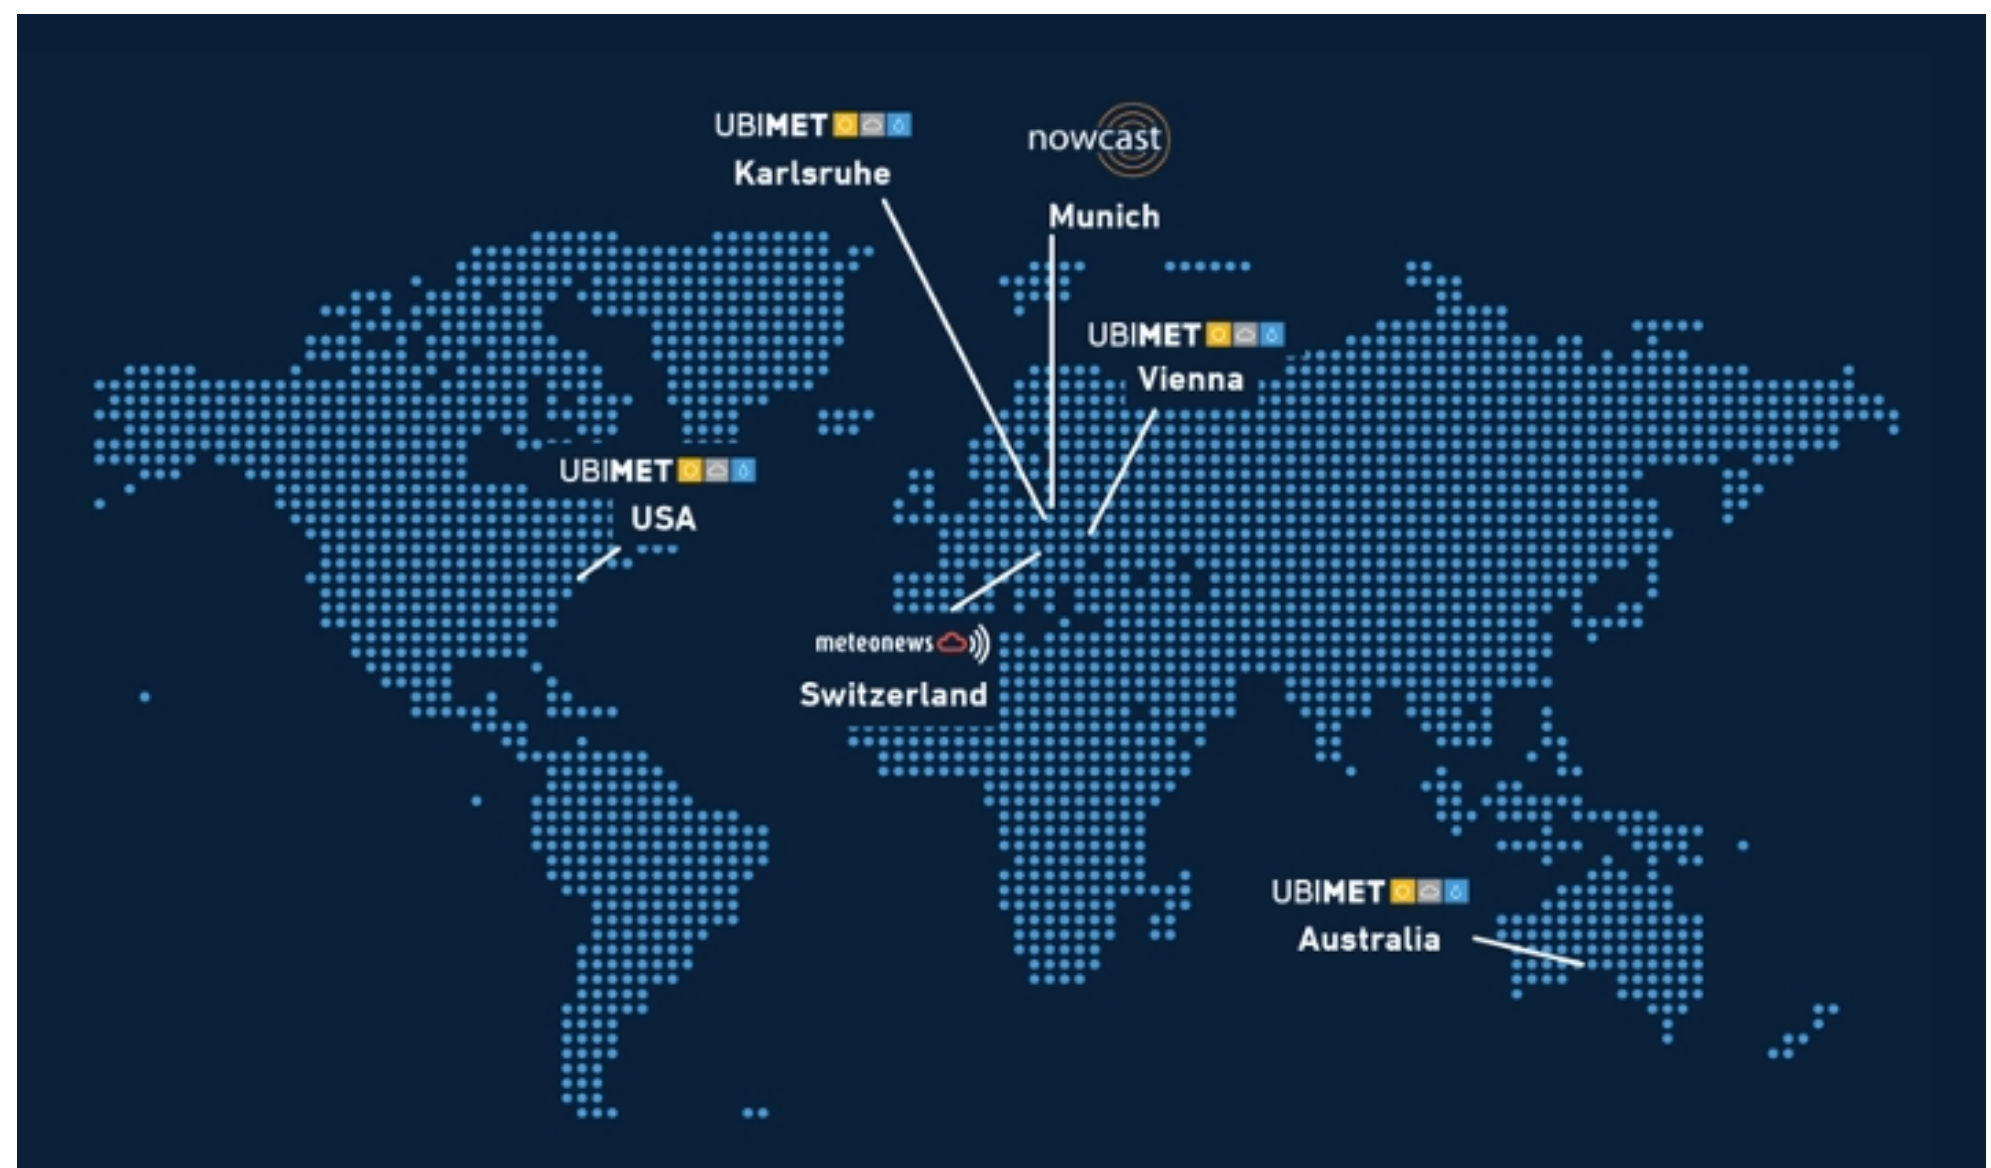 UBIMET
Karlsruhe
nowcast
Munich
UBIMET
Vienna
UBIMET
USA
meteonews
Switzerland
UBIMET
Australia